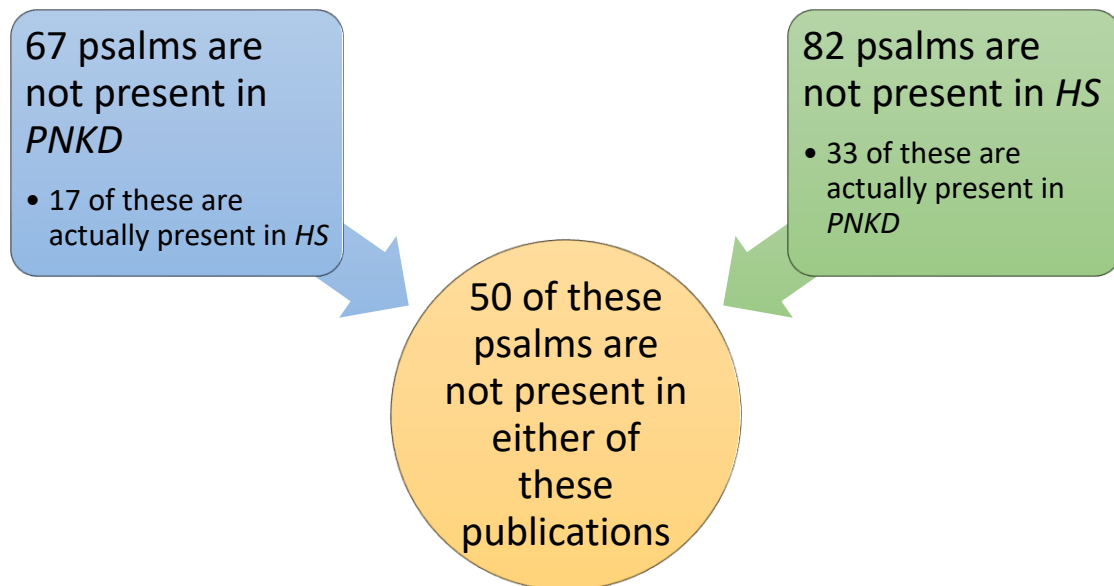 67 psalms are
not present in
PNKD
• 17 of these are
actually present in HS
82 psalms are
not present in HS
• 33 of these are
actually present in
PNKD
50 of these
psalms are
not present in
either of
these
publications